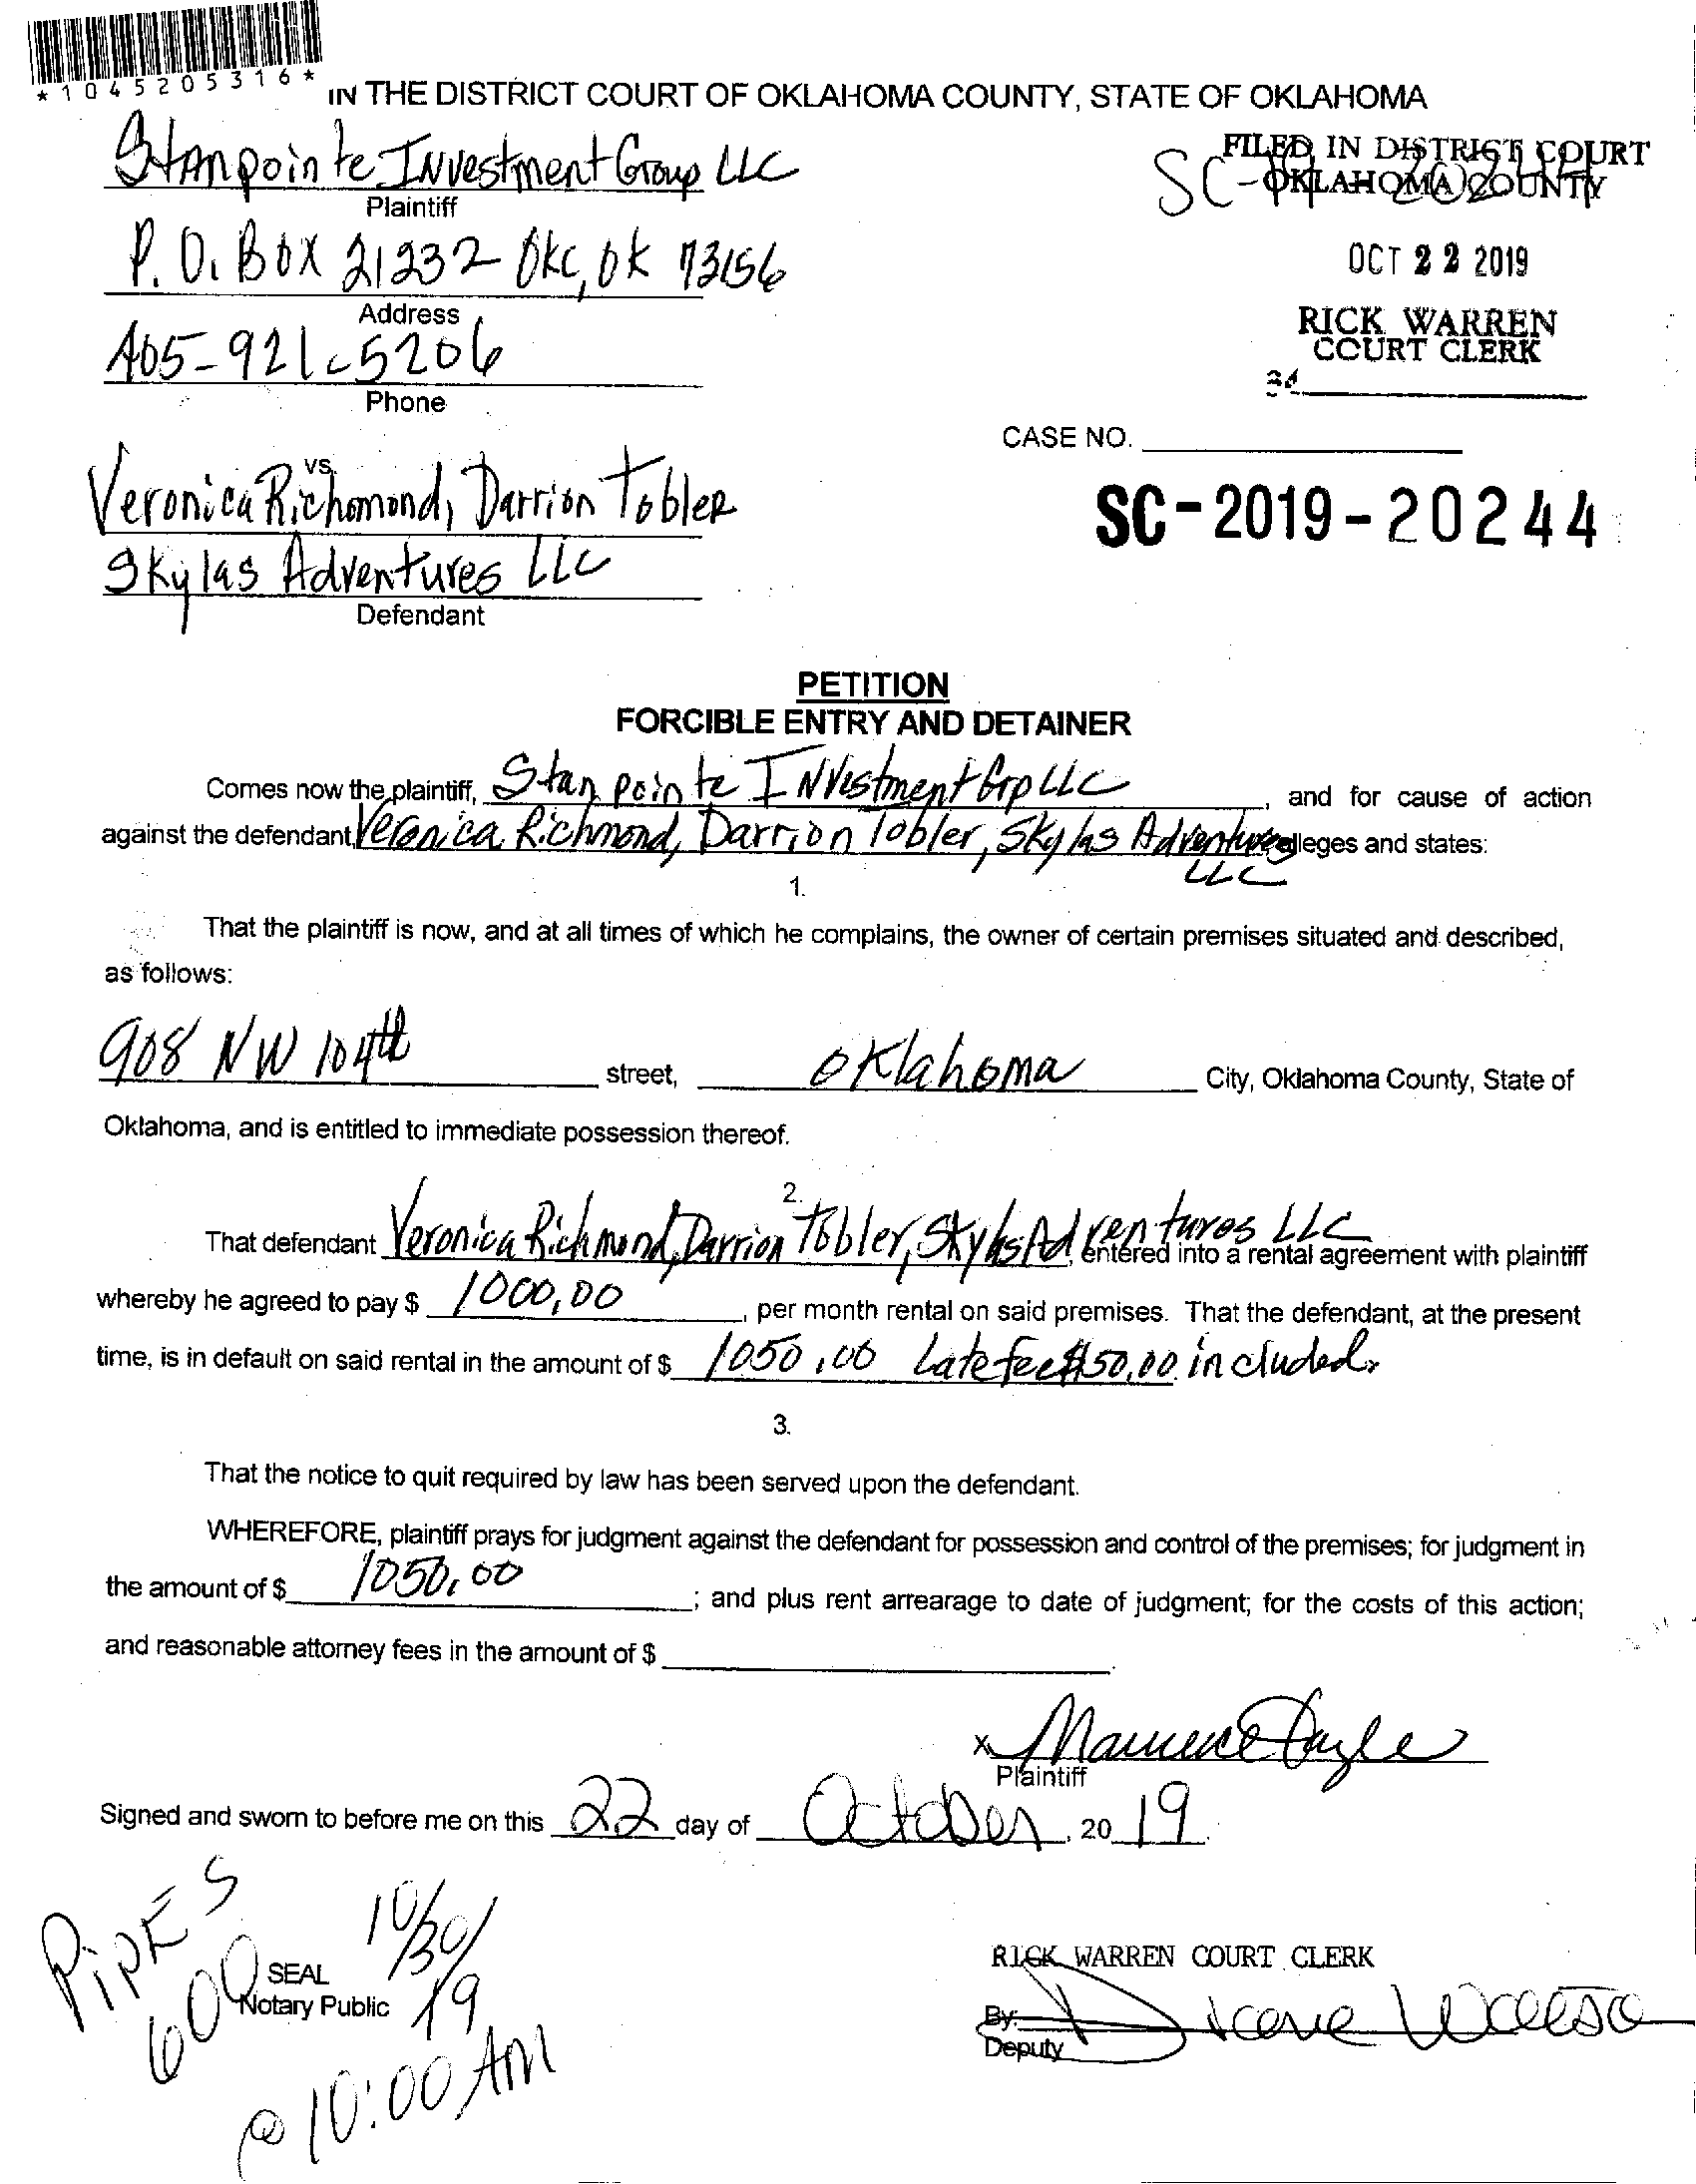 *1045205316*
IN THE DISTRICT COURT OF OKLAHOMA COUNTY, STATE OF OKLAHOMA
Stanpointe Investment Group LLC
Plaintiff
FILED IN DISTRICT COURT
OKLAHOMA COUNTY
SC-19-20244
P.O. Box 21232 OKC, OK 73156
Address
OCT 22 2019
RICK WARREN
COURT CLERK
405-921-5206
Phone
34
CASE NO.
SC-2019-20244
vs.
Veronica Richomond, Darrion Tobler
Skylas Adventures LLC
Defendant
PETITION
FORCIBLE ENTRY AND DETAINER
Comes now the plaintiff, Stanpointe Investment Grp LLC, and for cause of action
against the defendant, Veronica Richmond, Darrion Tobler, Skylas Adventures LLC alleges and states:
1.
That the plaintiff is now, and at all times of which he complains, the owner of certain premises situated and described,
as follows:
908 NW 104th street, Oklahoma City, Oklahoma County, State of
Oklahoma, and is entitled to immediate possession thereof.
2.
That defendant Veronica Richmond, Darrion Tobler, Skylas Adventures LLC, entered into a rental agreement with plaintiff
whereby he agreed to pay $ 1000.00, per month rental on said premises. That the defendant, at the present
time, is in default on said rental in the amount of $ 1050.00 Late fee $50.00 included.
3.
That the notice to quit required by law has been served upon the defendant.
WHEREFORE, plaintiff prays for judgment against the defendant for possession and control of the premises; for judgment in
the amount of $ 1050.00; and plus rent arrearage to date of judgment; for the costs of this action;
and reasonable attorney fees in the amount of $
X
Plaintiff
Signed and sworn to before me on this 22 day of October, 2019.
PIPES
600
10/30/19
@ 10:00 AM
SEAL
Notary Public
RICK WARREN COURT CLERK
By: Diane
Deputy